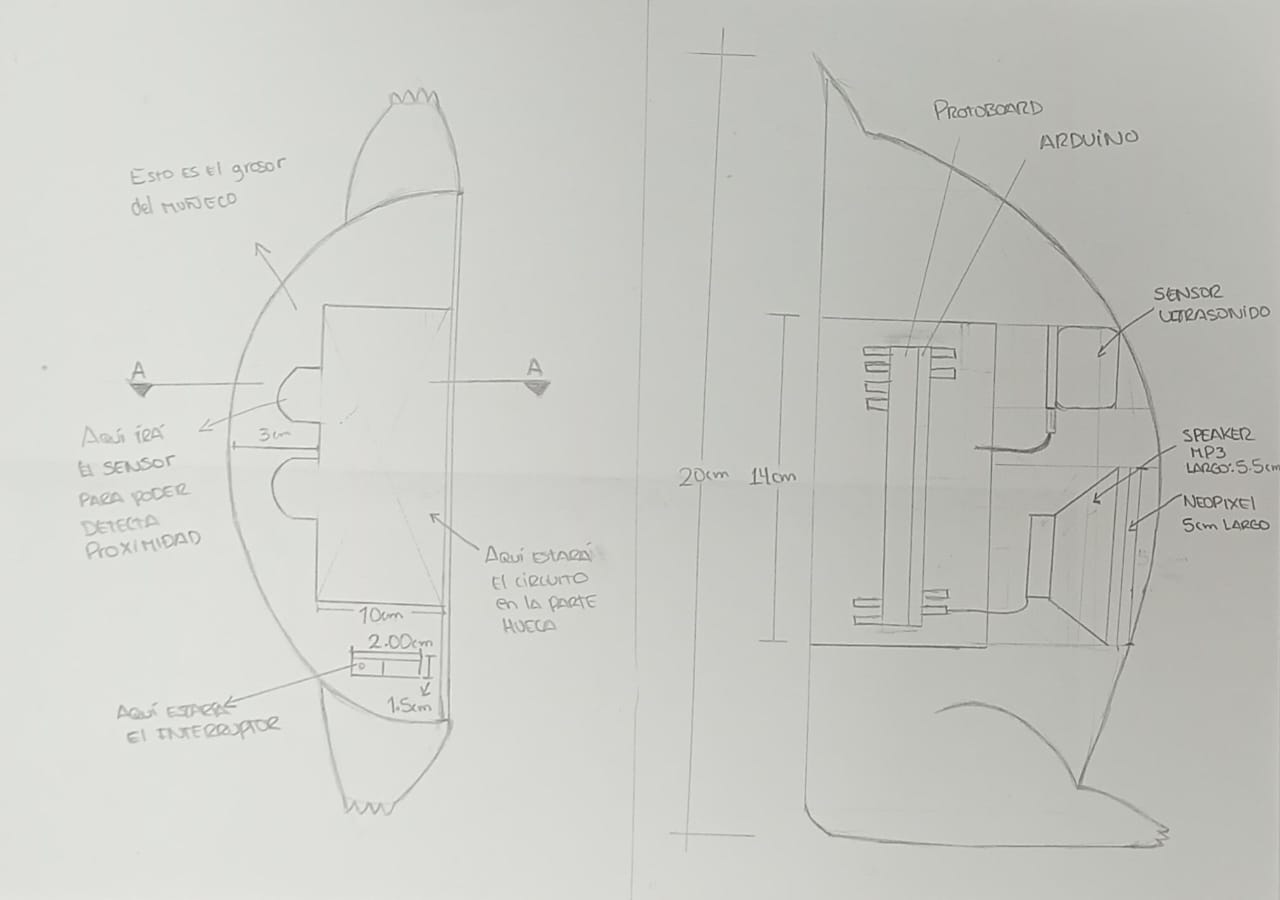 Esto es el grosor
del MUÑECO
A
A
AQUÍ IRÁ
EL SENSOR
PARA PODER
DETECTA
PROXIMIDAD
3cm
AQUÍ ESTARÁ
EL CIRCUITO
EN LA PARTE
HUECA
10cm
2.00cm
1.5cm
AQUÍ ESTARÁ
El INTERRUPTOR
PROTOBOARD
ARDUINO
SENSOR
ULTRASONIDO
20cm
14cm
SPEAKER
MP3
LARGO: 5.5cm
NEOPIXEl
5cm LARGO